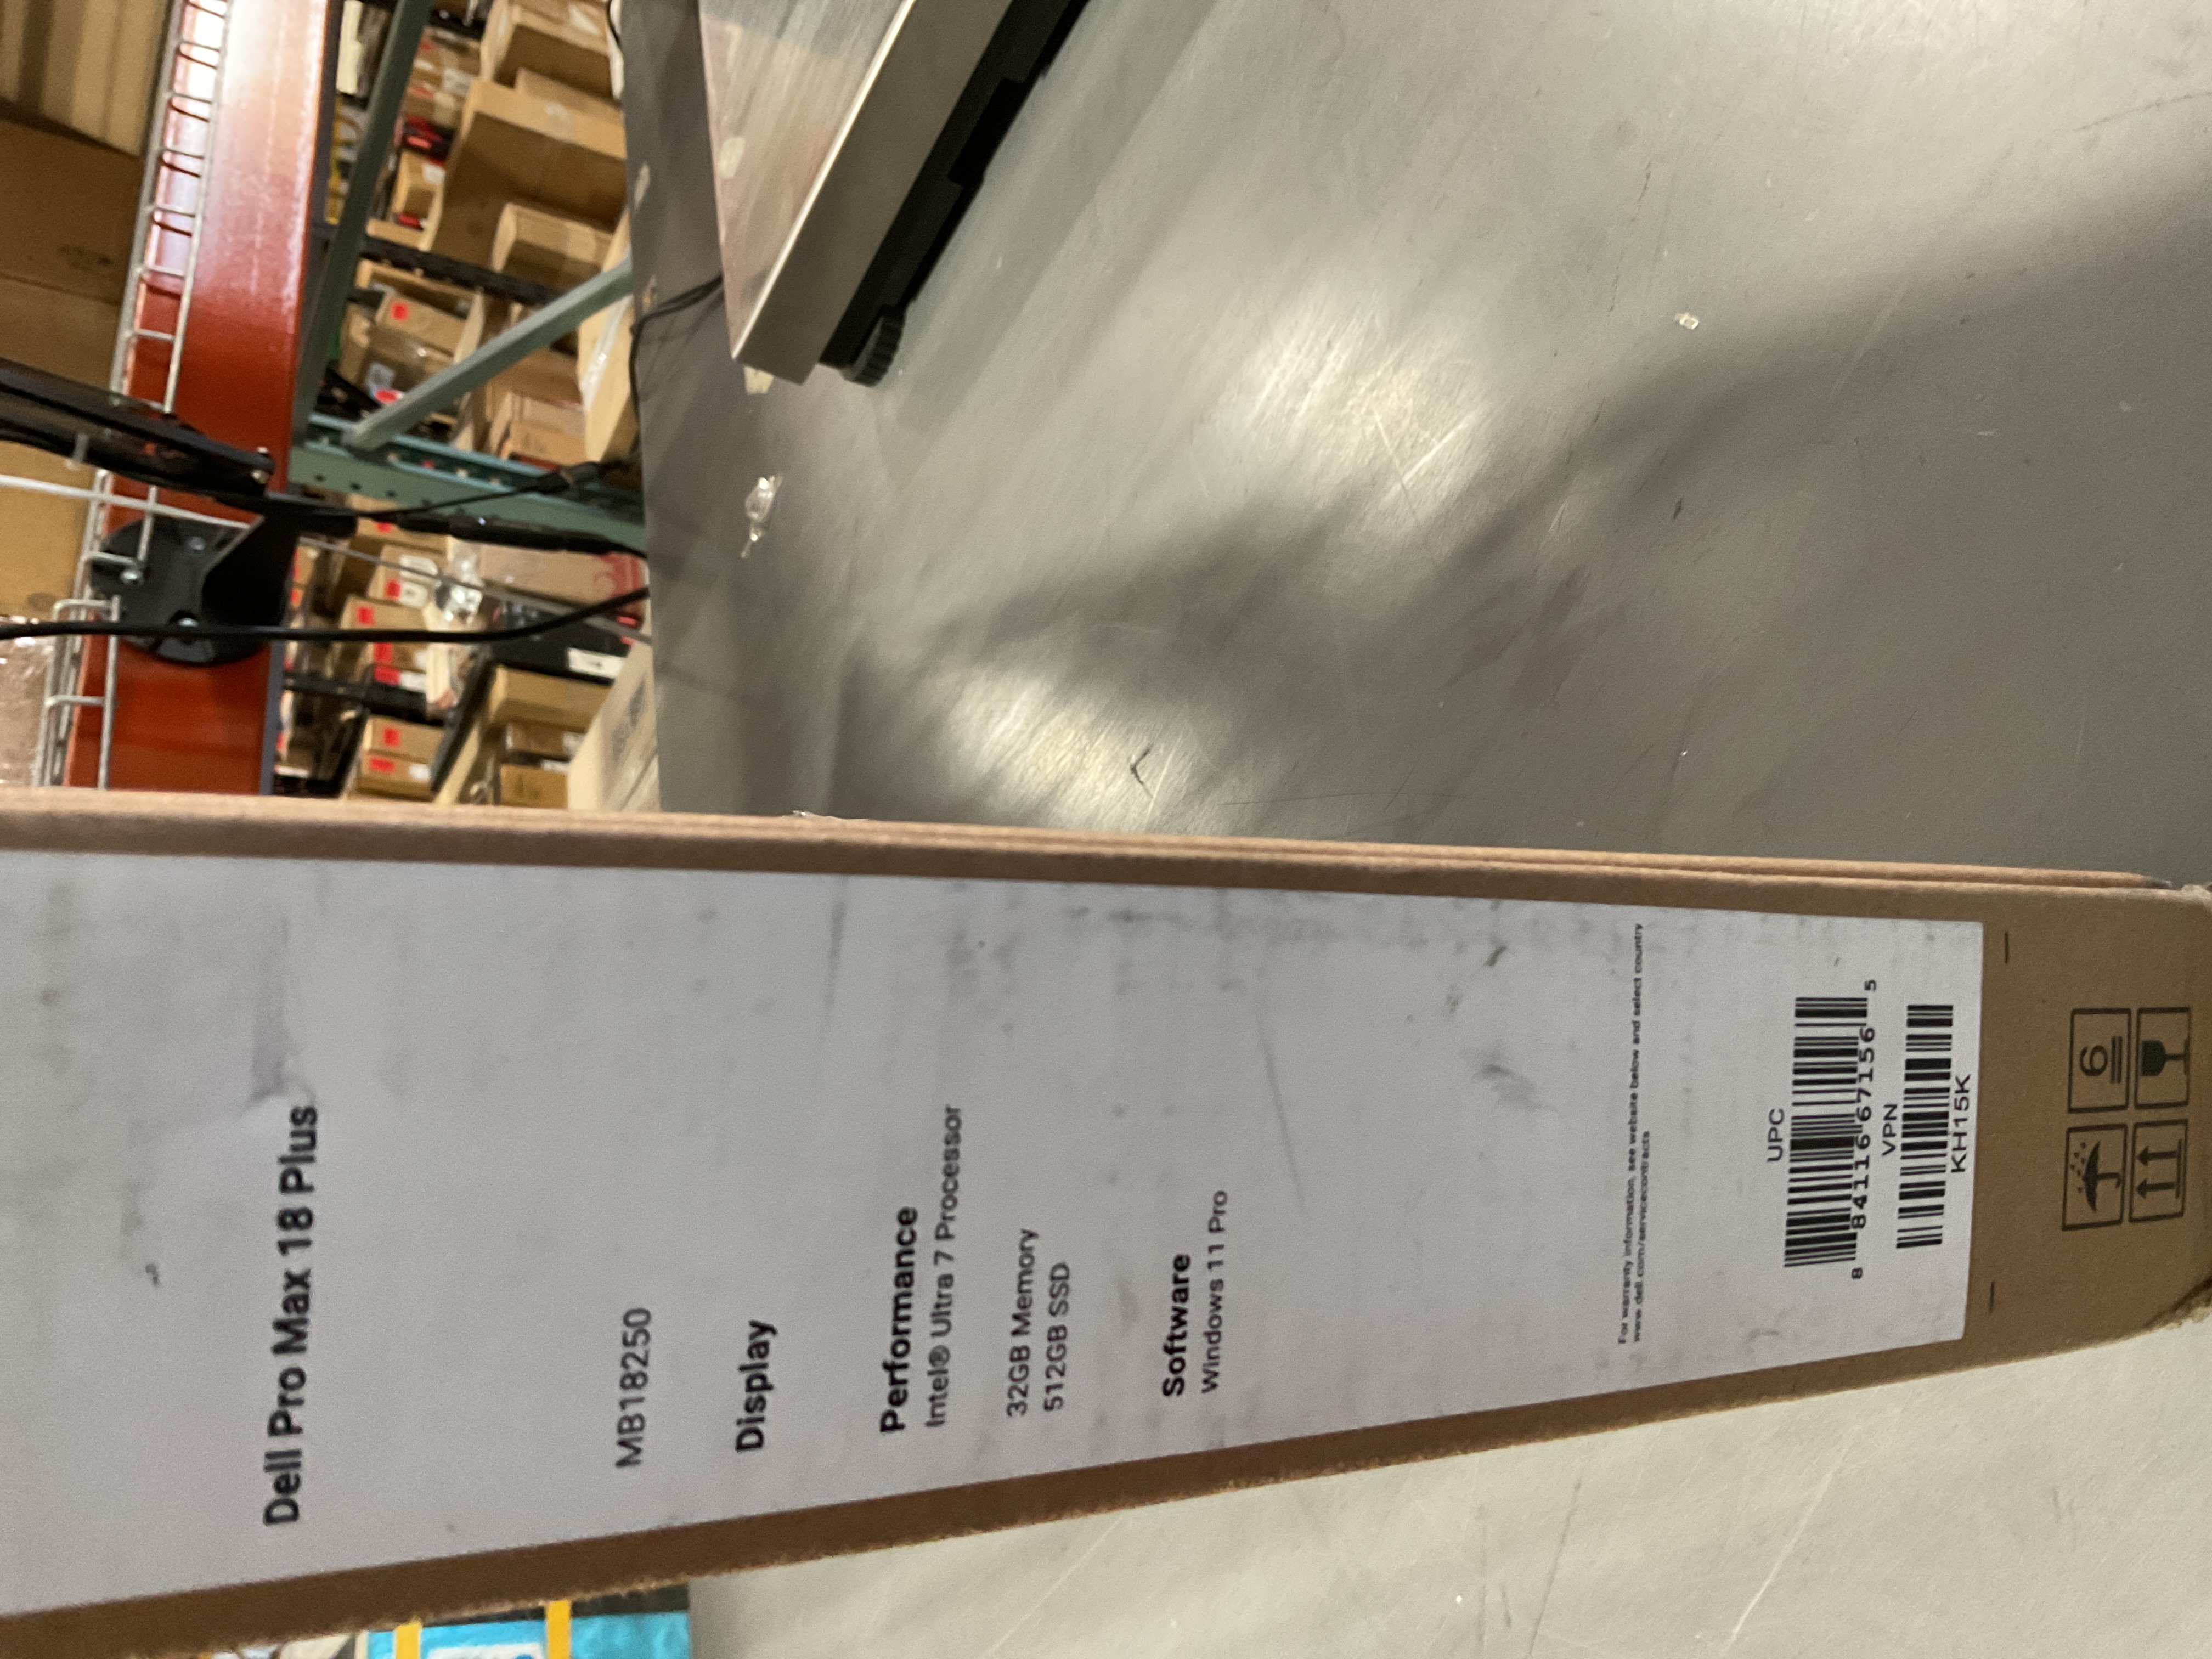 Dell Pro Max 18 Plus
MB18250
Display
Performance
Intel® Ultra 7 Processor
32GB Memory
512GB SSD
Software
Windows 11 Pro
For warranty information, see website below and select country
www.dell.com/servicecontracts
UPC
8 84116 67156 5
VPN
KH15K
6